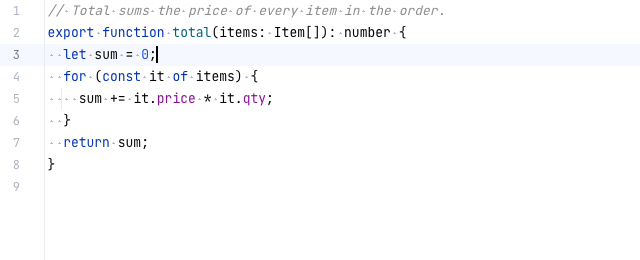 1 // Total sums the price of every item in the order.
2 export function total(items: Item[]): number {
3   let sum = 0;
4   for (const it of items) {
5     sum += it.price * it.qty;
6   }
7   return sum;
8 }
9